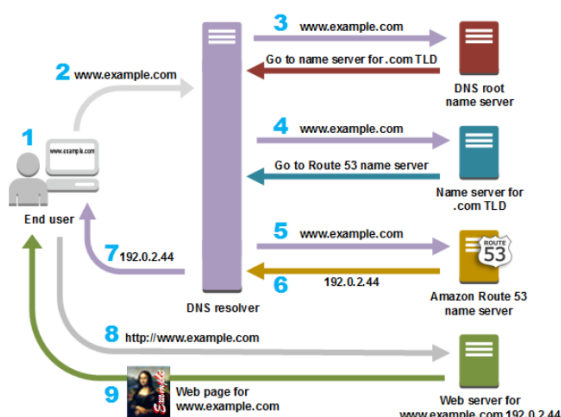 3 www.example.com
Go to name server for .com TLD
DNS root
name server
2 www.example.com
1
www.example.com
End user
4 www.example.com
Go to Route 53 name server
Name server for
.com TLD
5 www.example.com
6 192.0.2.44
ROUTE
53
Amazon Route 53
name server
7 192.0.2.44
DNS resolver
8 http://www.example.com
9
Example
Web page for
www.example.com
Web server for
www.example.com 192.0.2.44